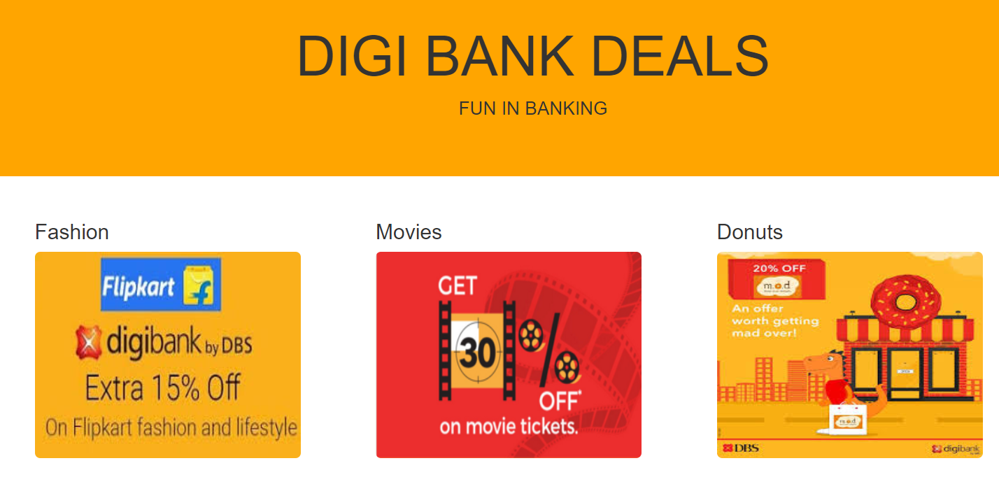 DIGI BANK DEALS
FUN IN BANKING
Fashion
Flipkart
digibank by DBS
Extra 15% Off
On Flipkart fashion and lifestyle
Movies
GET
30%
OFF*
on movie tickets.
Donuts
20% OFF
m.o.d
An offer
worth getting
mad over!
OPEN
m.o.d
DBS
digibank